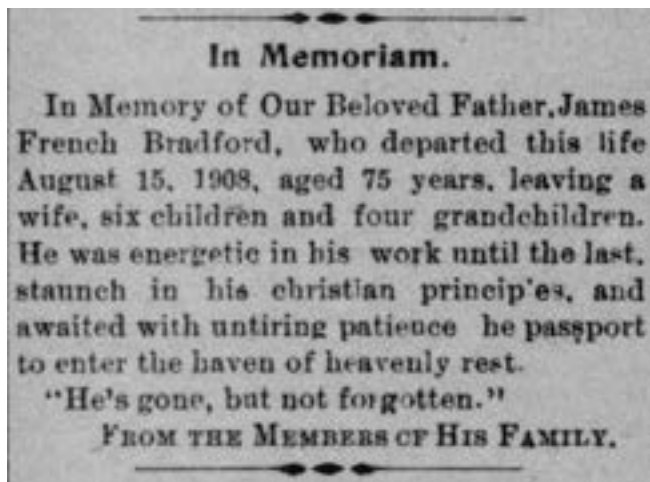 In Memoriam.
In Memory of Our Beloved Father, James
French Bradford, who departed this life
August 15, 1908, aged 75 years, leaving a
wife, six children and four grandchildren.
He was energetic in his work until the last,
staunch in his christian princip'es, and
awaited with untiring patience he passport
to enter the haven of heavenly rest.
"He's gone, but not forgotten."
FROM THE MEMBERS OF HIS FAMILY.